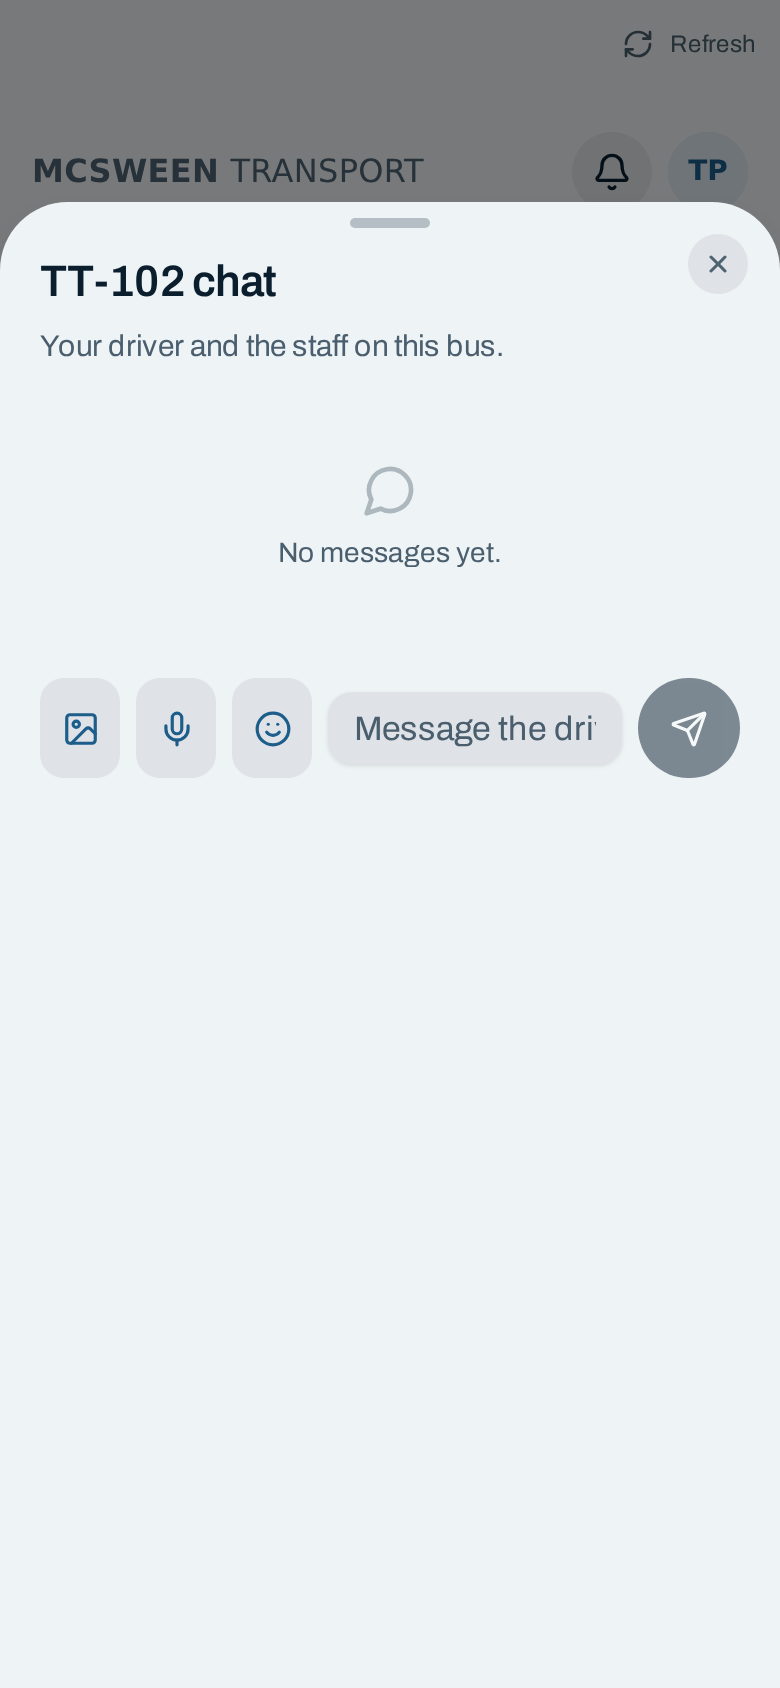 Refresh
MCSWEEN TRANSPORT
TP
TT-102 chat
Your driver and the staff on this bus.
No messages yet.
Message the dri